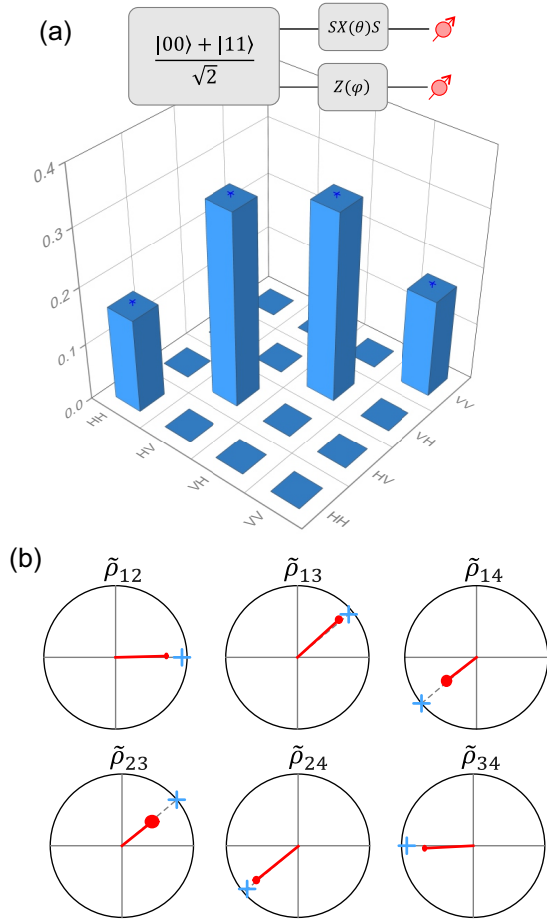 (a)
|00⟩ + |11⟩
√2
SX(θ)S
Z(φ)
0.4
0.3
0.2
0.1
0.0
HH
HV
VH
VV
HH
HV
VH
VV
(b)
ρ̃12
ρ̃13
ρ̃14
ρ̃23
ρ̃24
ρ̃34